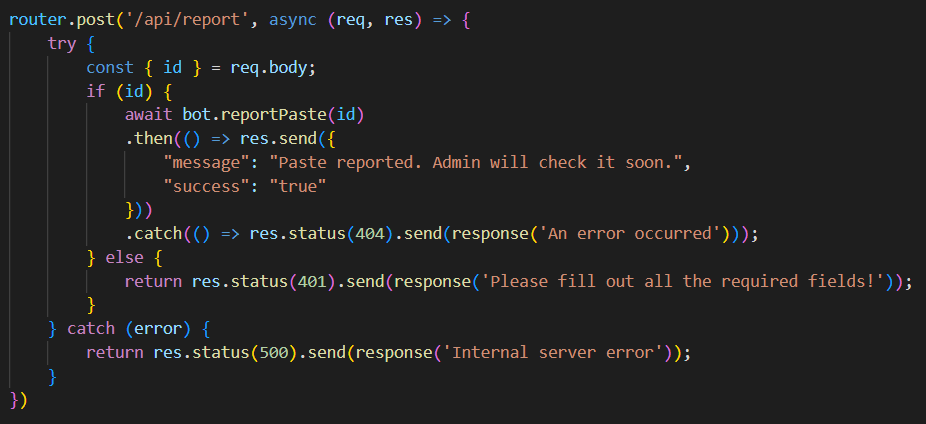 router.post('/api/report', async (req, res) => {
    try {
        const { id } = req.body;
        if (id) {
            await bot.reportPaste(id)
            .then(() => res.send({
                "message": "Paste reported. Admin will check it soon.",
                "success": "true"
            }))
            .catch(() => res.status(404).send(response('An error occurred')));
        } else {
            return res.status(401).send(response('Please fill out all the required fields!'));
        }
    } catch (error) {
        return res.status(500).send(response('Internal server error'));
    }
})